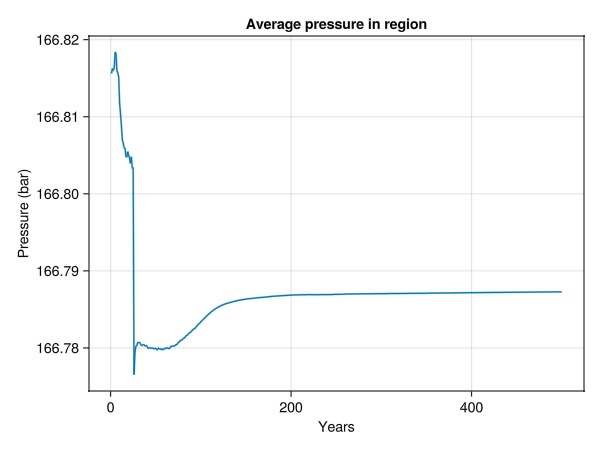 Average pressure in region
166.82
166.81
166.80
166.79
166.78
Pressure (bar)
0 200 400
Years